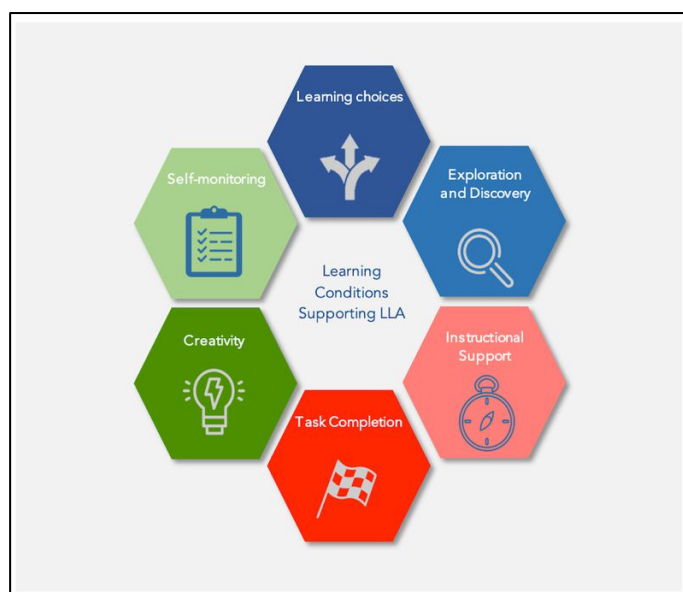 Learning choices
Exploration
and Discovery
Instructional
Support
Task Completion
Creativity
Self-monitoring
Learning
Conditions
Supporting LLA